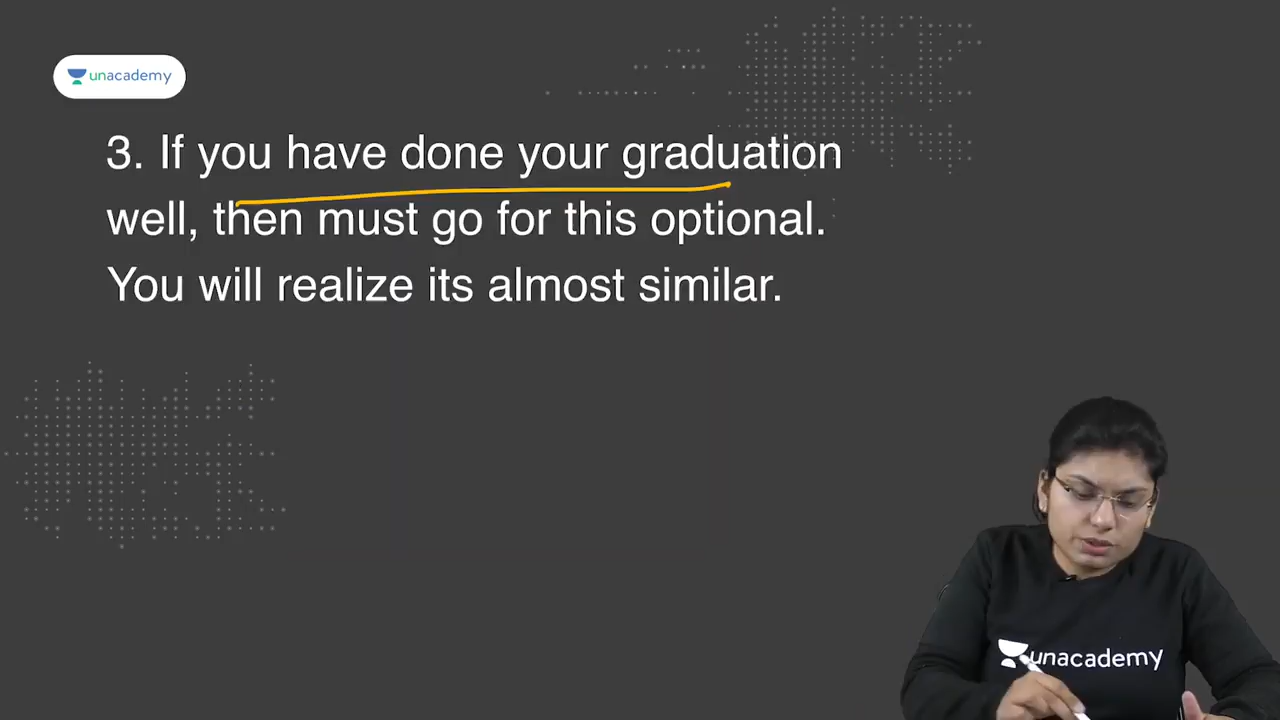 unacademy
3. If you have done your graduation
well, then must go for this optional.
You will realize its almost similar.
unacademy